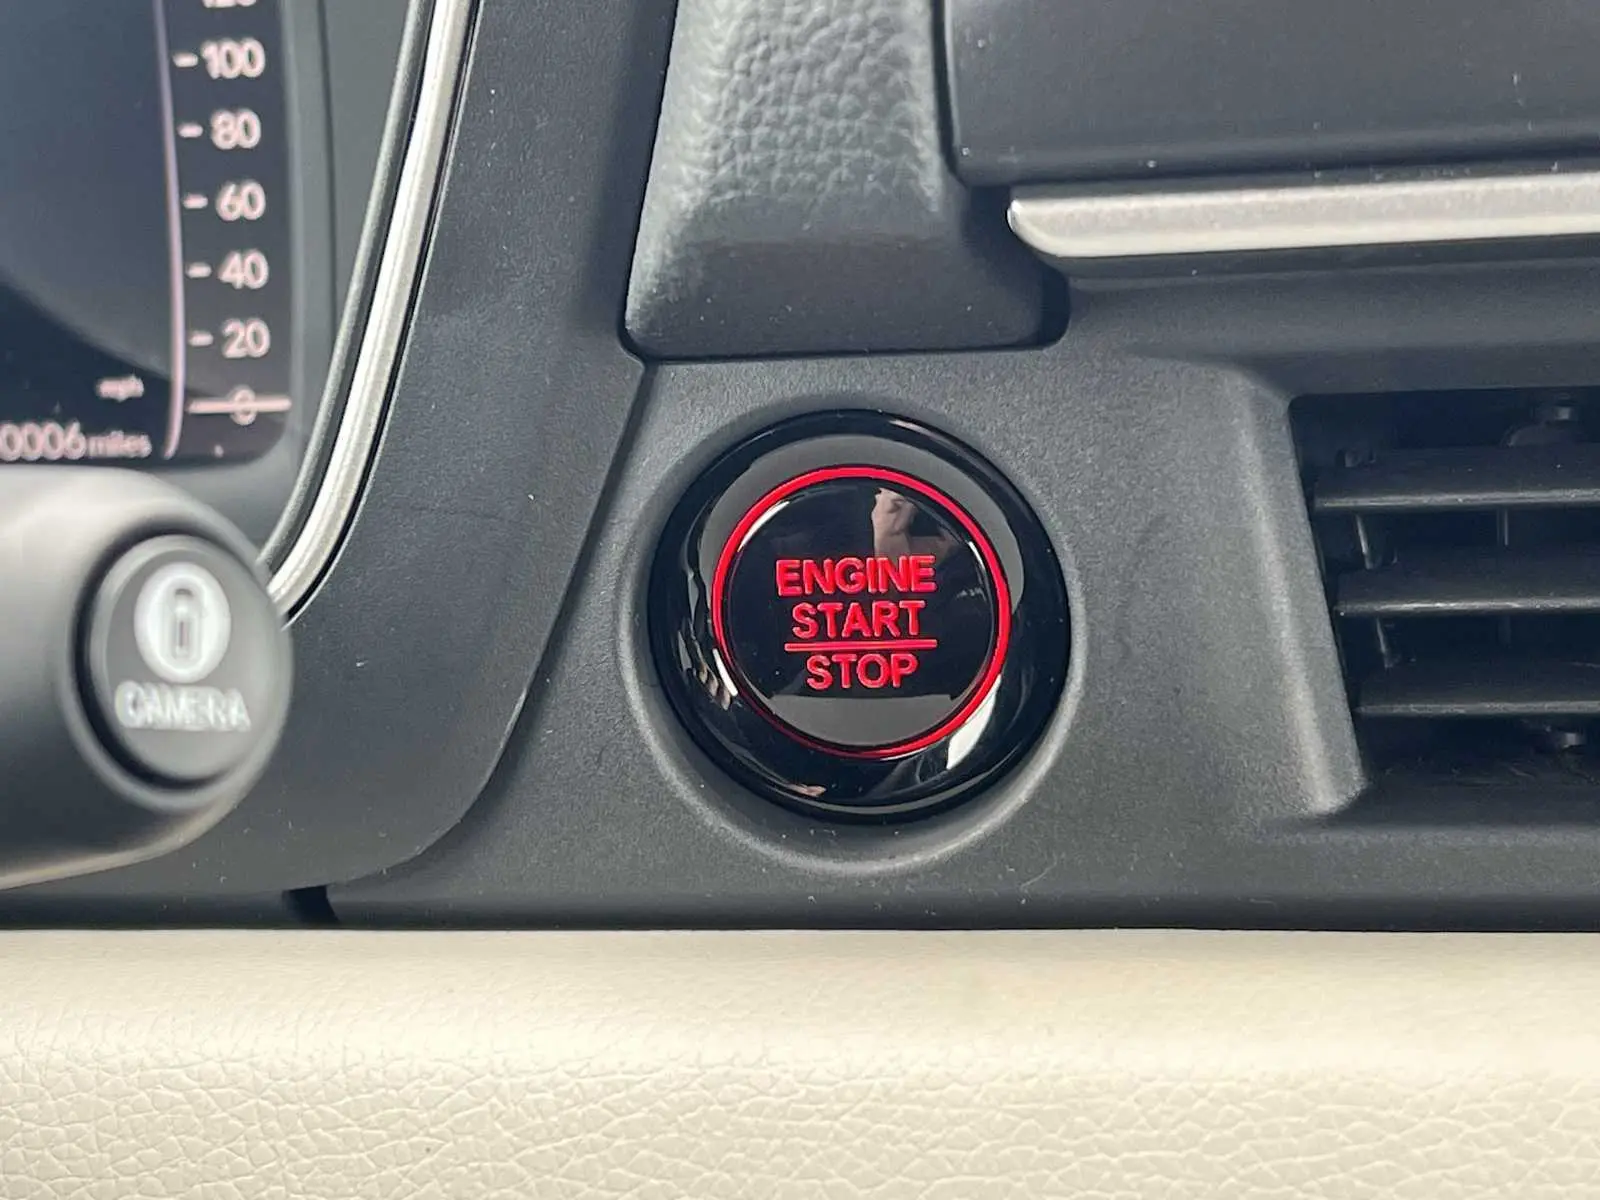 100
80
60
40
20
mph
0
0006 miles
CAMERA
ENGINE
START
STOP